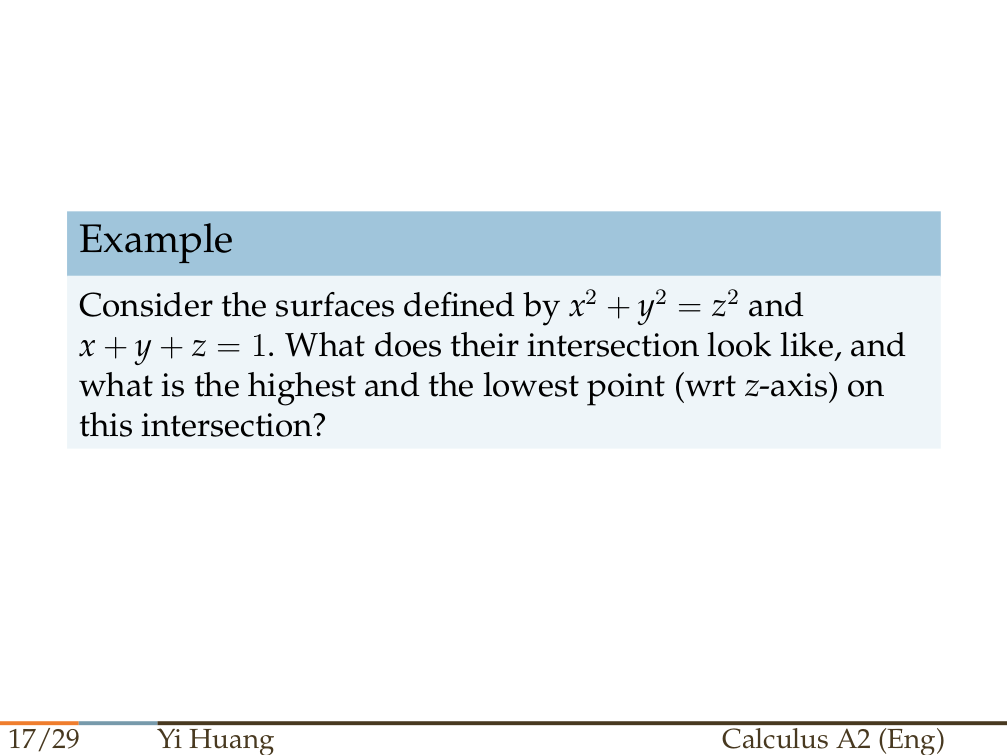 Example
Consider the surfaces defined by x² + y² = z² and
x + y + z = 1. What does their intersection look like, and
what is the highest and the lowest point (wrt z-axis) on
this intersection?
17/29 Yi Huang Calculus A2 (Eng)